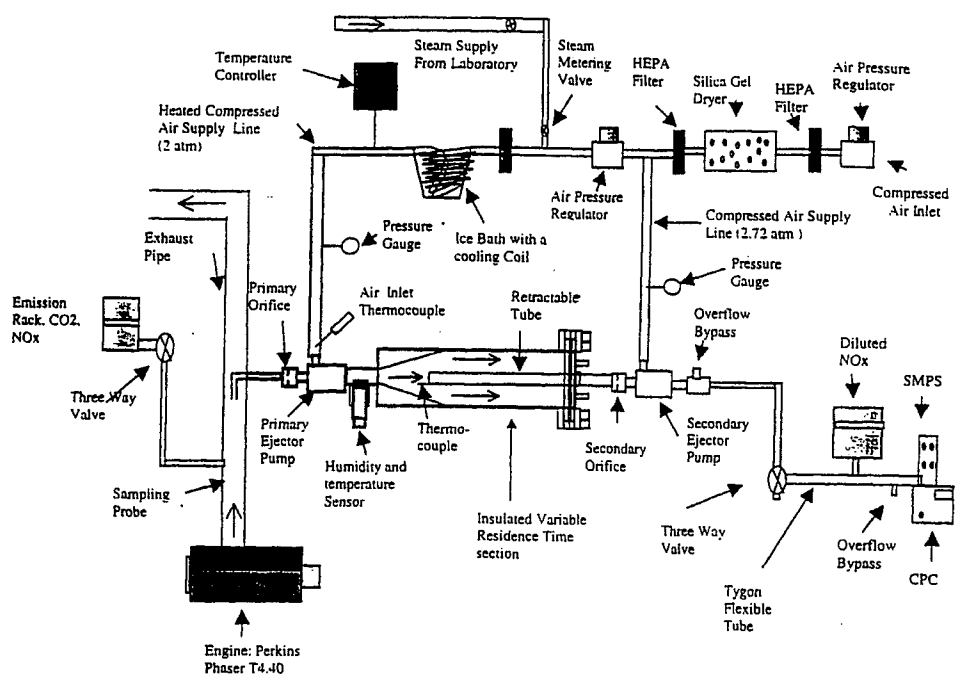 Steam Supply
From Laboratory
Steam
Metering
Valve
HEPA
Filter
Silica Gel
Dryer
HEPA
Filter
Air Pressure
Regulator
Temperature
Controller
Heated Compressed
Air Supply Line
(2 atm)
Compressed
Air Inlet
Air Pressure
Regulator
Compressed Air Supply
Line (2.72 atm )
Pressure
Gauge
Ice Bath with a
cooling Coil
Exhaust
Pipe
Pressure
Gauge
Primary
Orifice
Air Inlet
Thermocouple
Retractable
Tube
Overflow
Bypass
Emission
Rack, CO2,
NOx
Diluted
NOx
SMPS
Three Way
Valve
Primary
Ejector
Pump
Thermo-
couple
Humidity and
temperature
Sensor
Secondary
Orifice
Secondary
Ejector
Pump
Sampling
Probe
Insulated Variable
Residence Time
section
Three Way
Valve
Overflow
Bypass
CPC
Tygon
Flexible
Tube
Engine: Perkins
Phaser T4.40